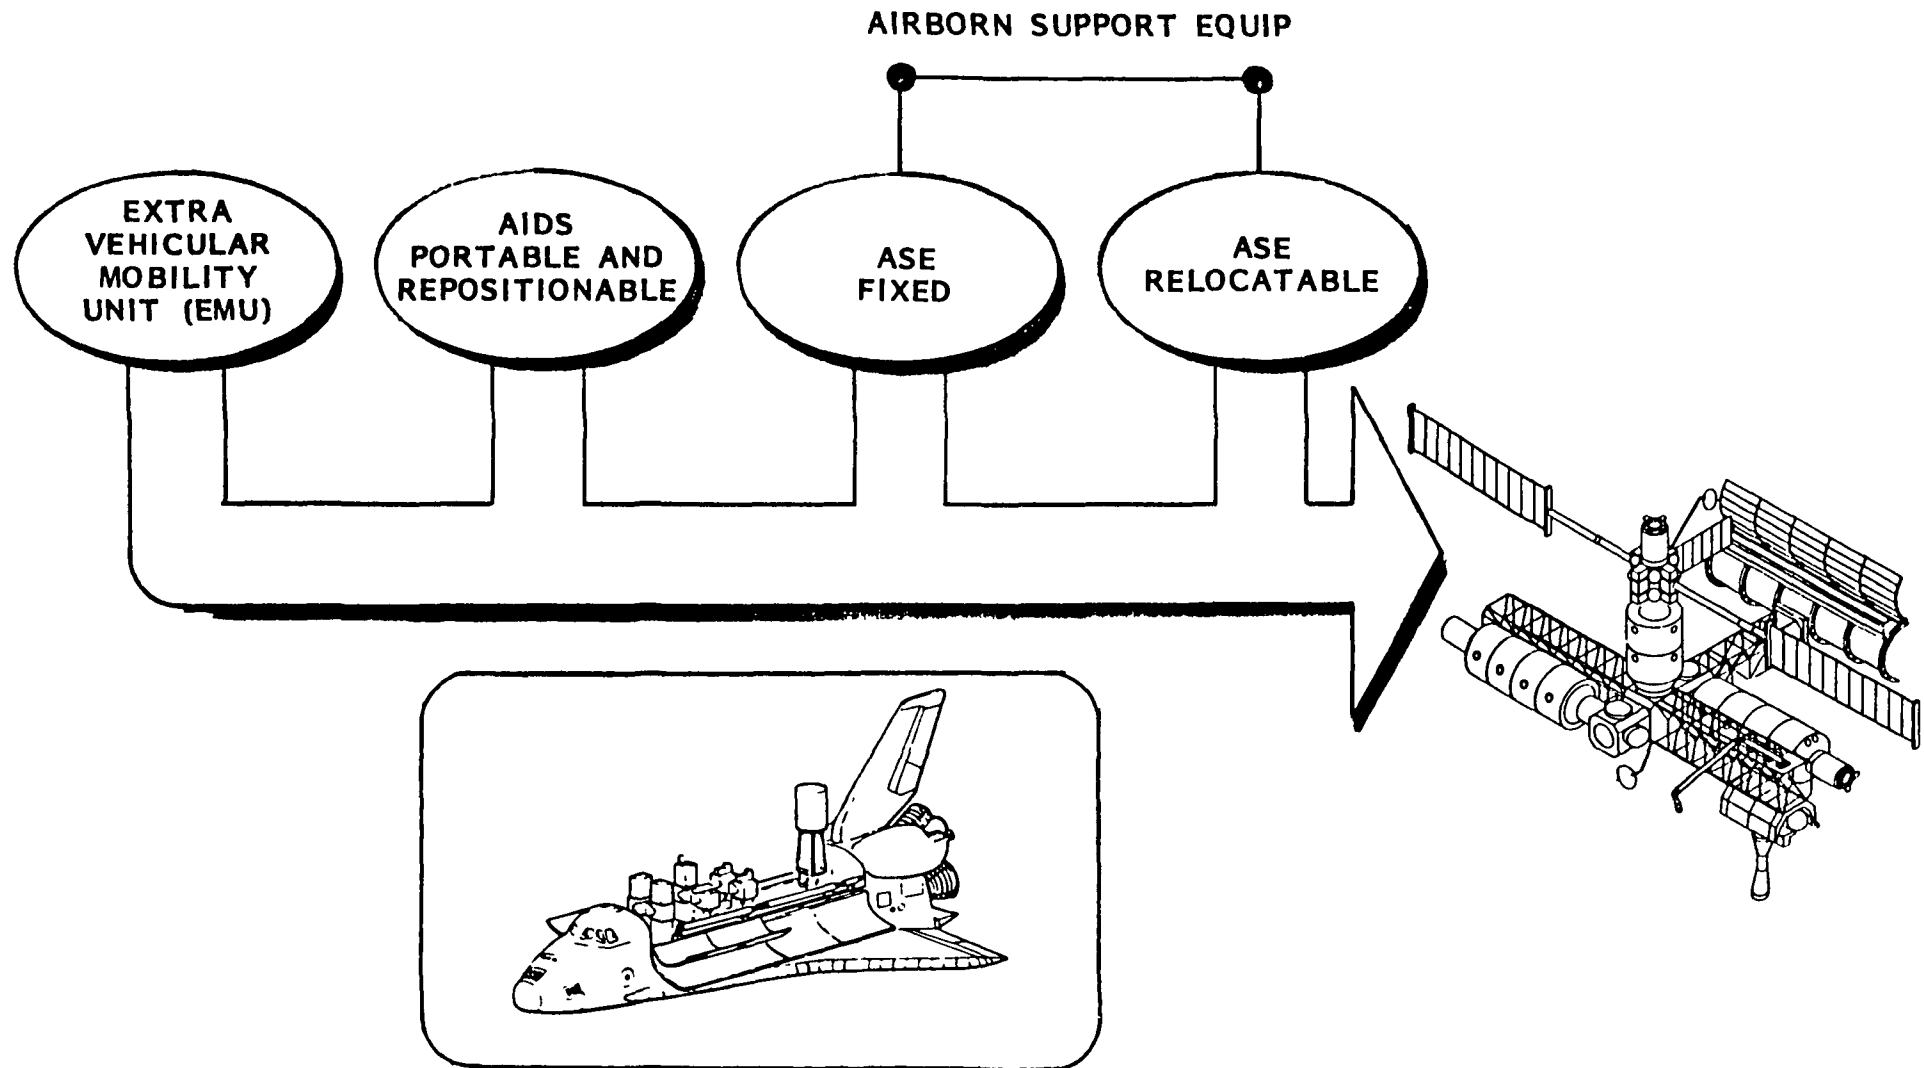 AIRBORN SUPPORT EQUIP
EXTRA
VEHICULAR
MOBILITY
UNIT (EMU)
AIDS
PORTABLE AND
REPOSITIONABLE
ASE
FIXED
ASE
RELOCATABLE